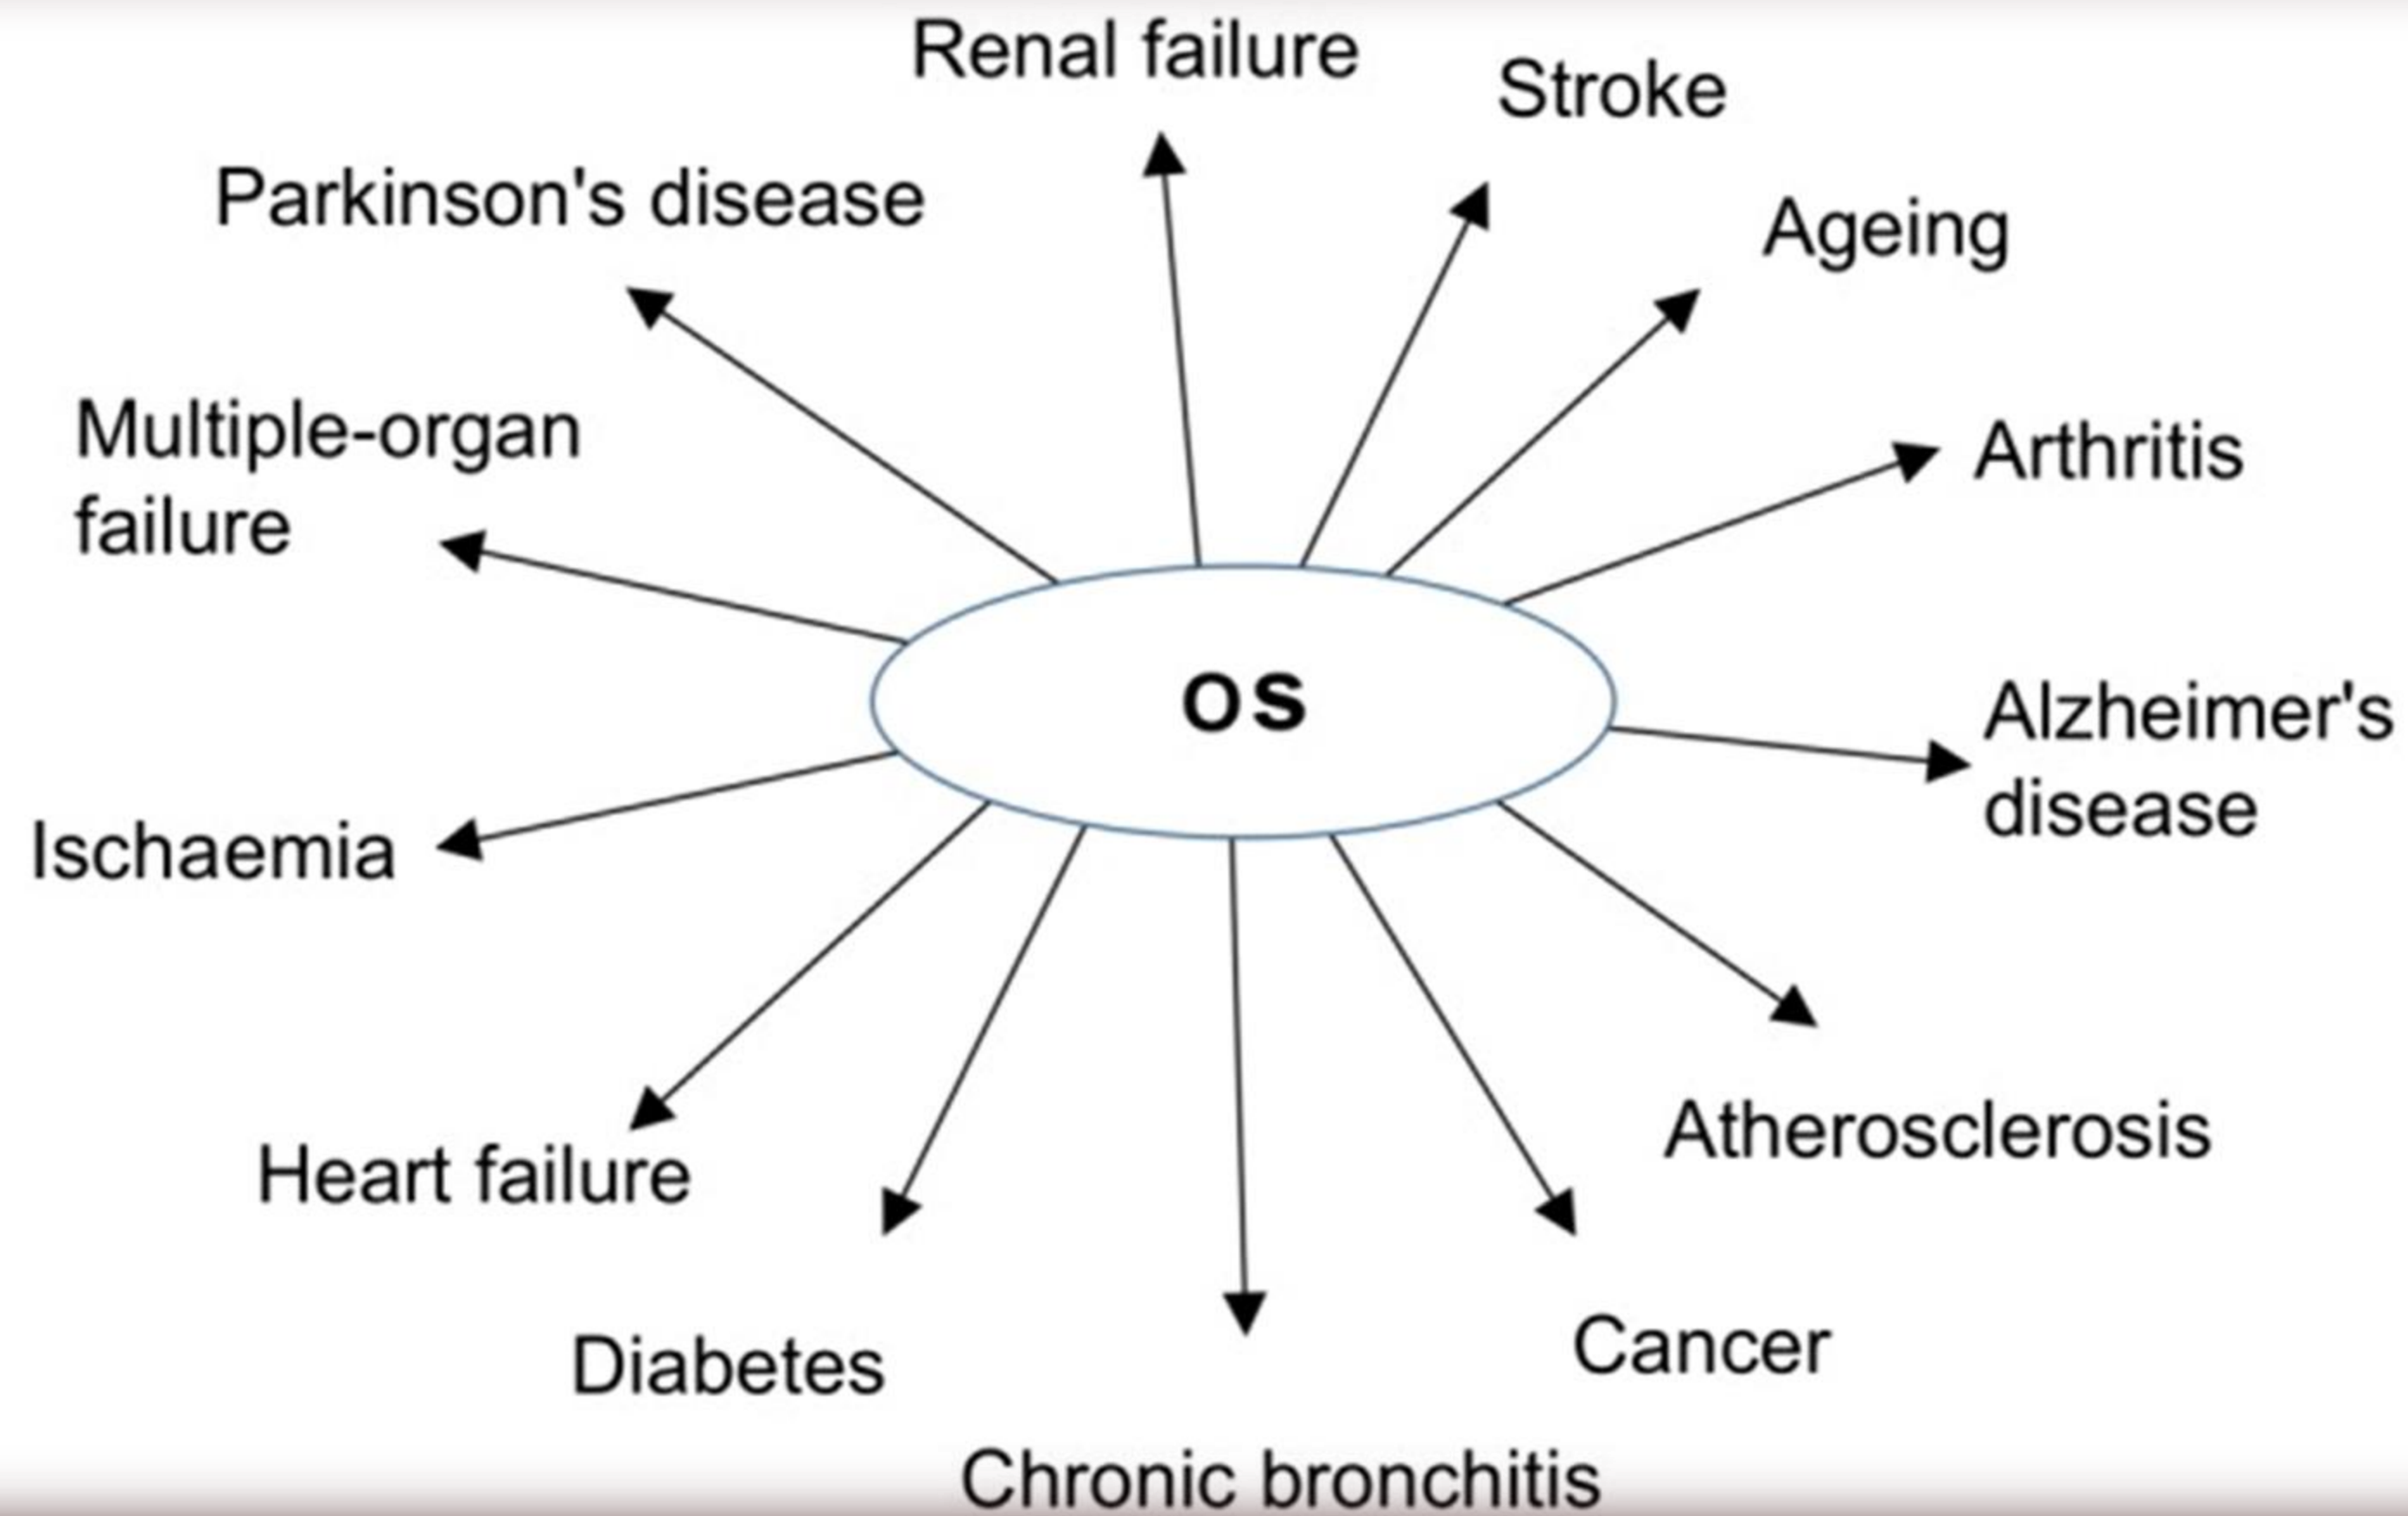 Renal failure
Stroke
Parkinson's disease
Ageing
Multiple-organ
failure
Arthritis
os
Alzheimer's
disease
Ischaemia
Atherosclerosis
Heart failure
Cancer
Diabetes
Chronic bronchitis